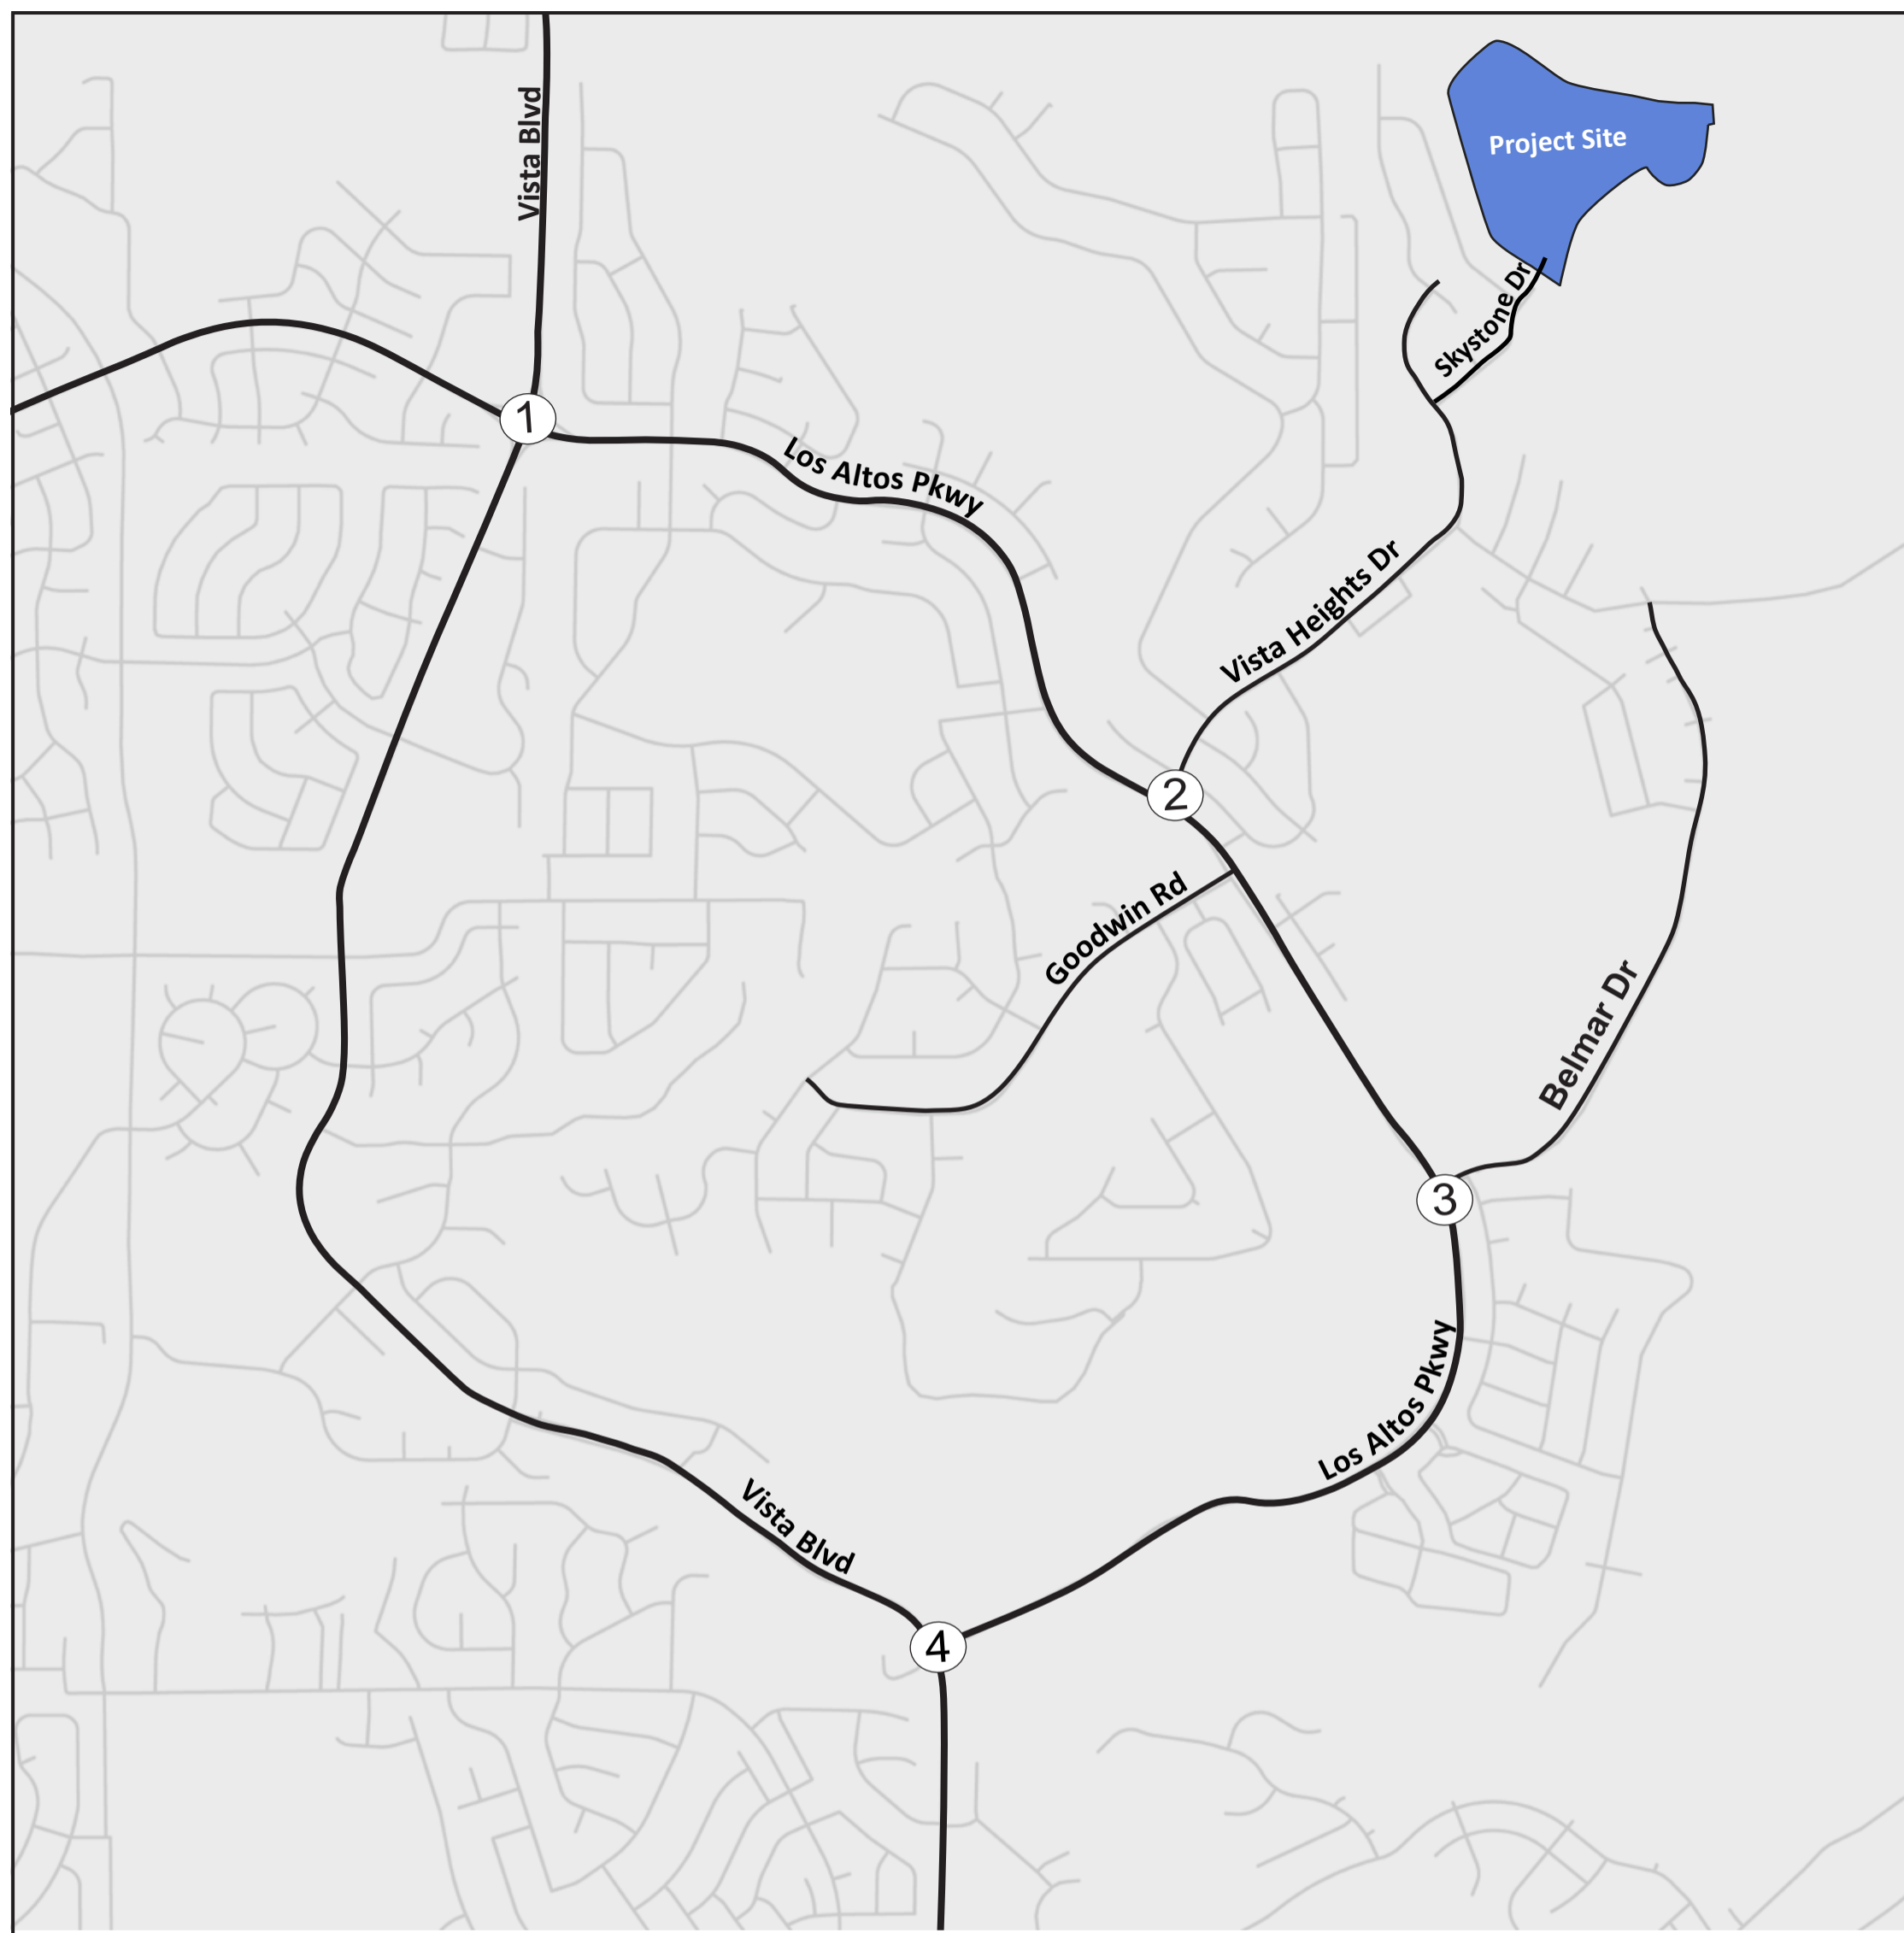 Vista Blvd
Project Site
Skystone Dr
1
Los Altos Pkwy
Vista Heights Dr
2
Goodwin Rd
Belmar Dr
3
Los Altos Pkwy
Vista Blvd
4